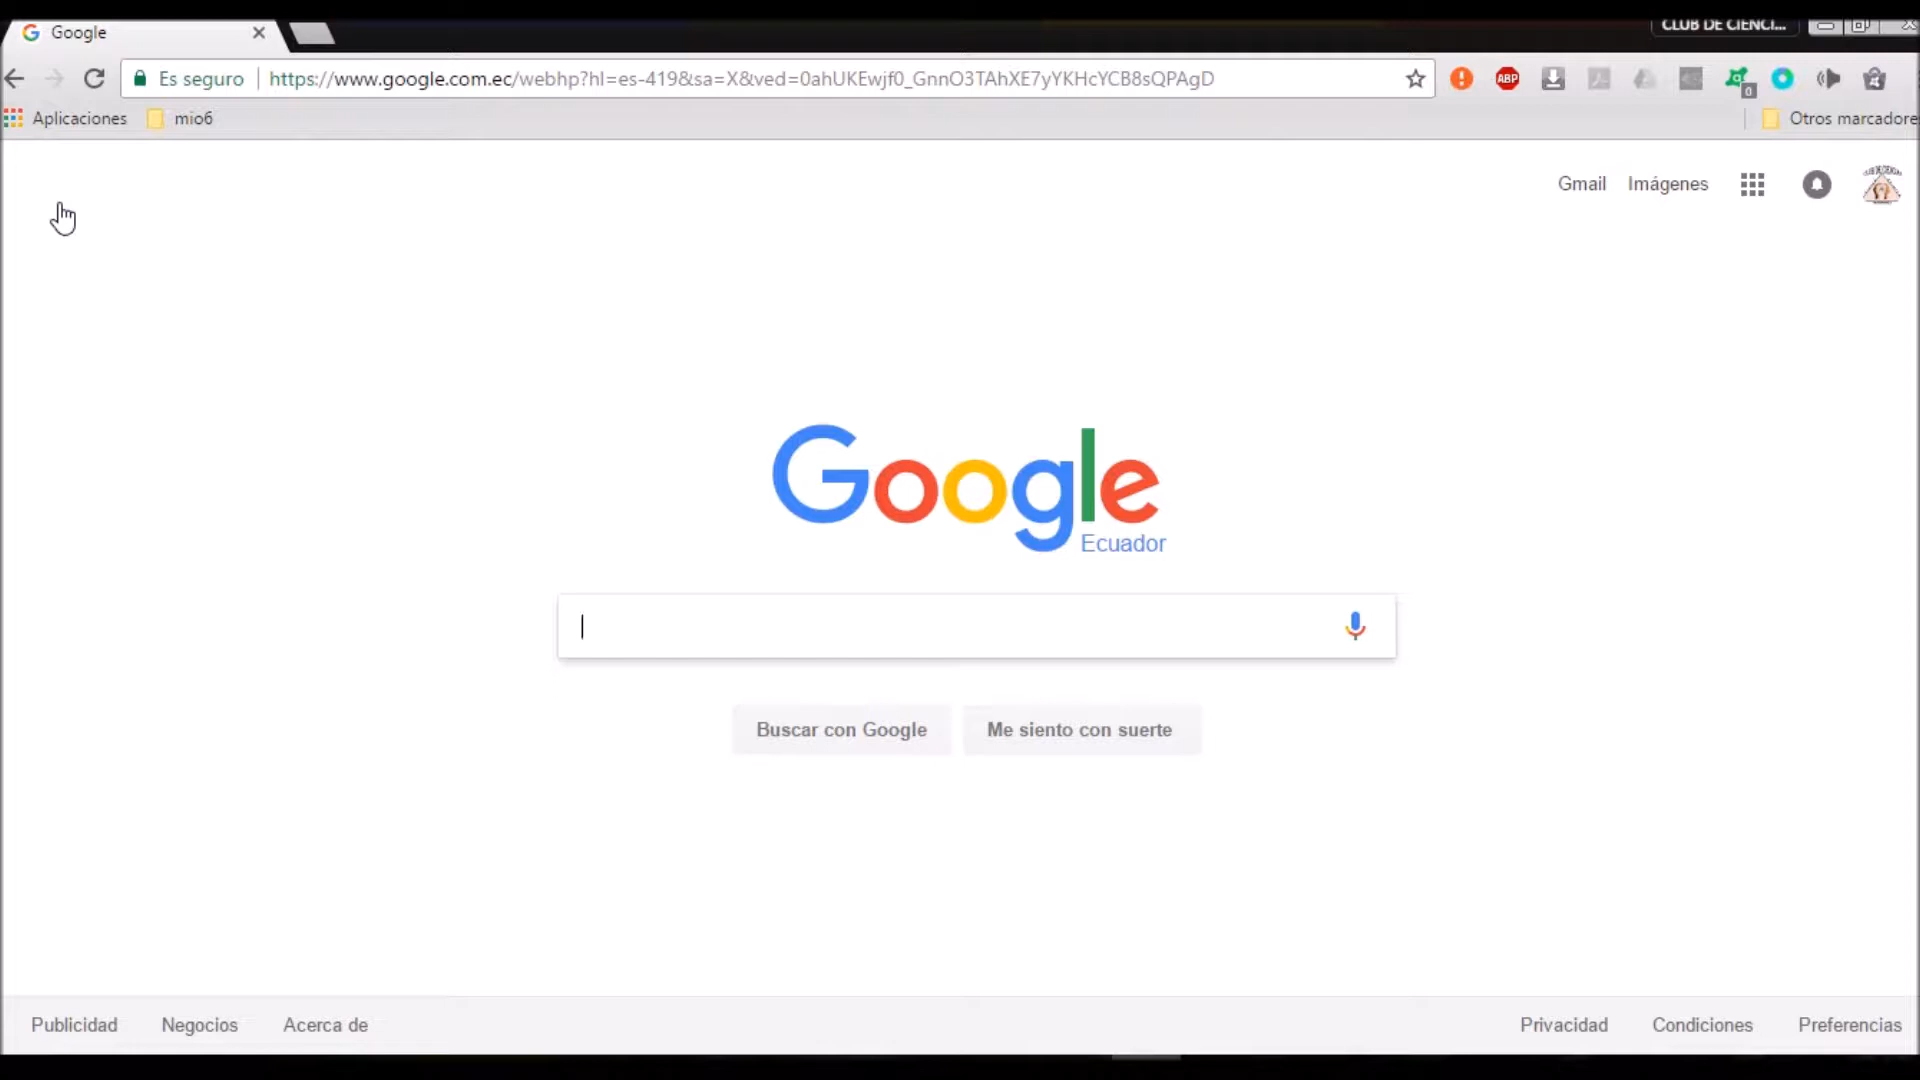 Google
CLUB DE CIENCI...
Es seguro
https://www.google.com.ec/webhp?hl=es-419&sa=X&ved=0ahUKEwjf0_GnnO3TAhXE7yYKHcYCB8sQPAgD
ABP
0
Aplicaciones
mio6
Otros marcadore
Gmail
Imágenes
Google
Ecuador
Buscar con Google
Me siento con suerte
Publicidad
Negocios
Acerca de
Privacidad
Condiciones
Preferencias